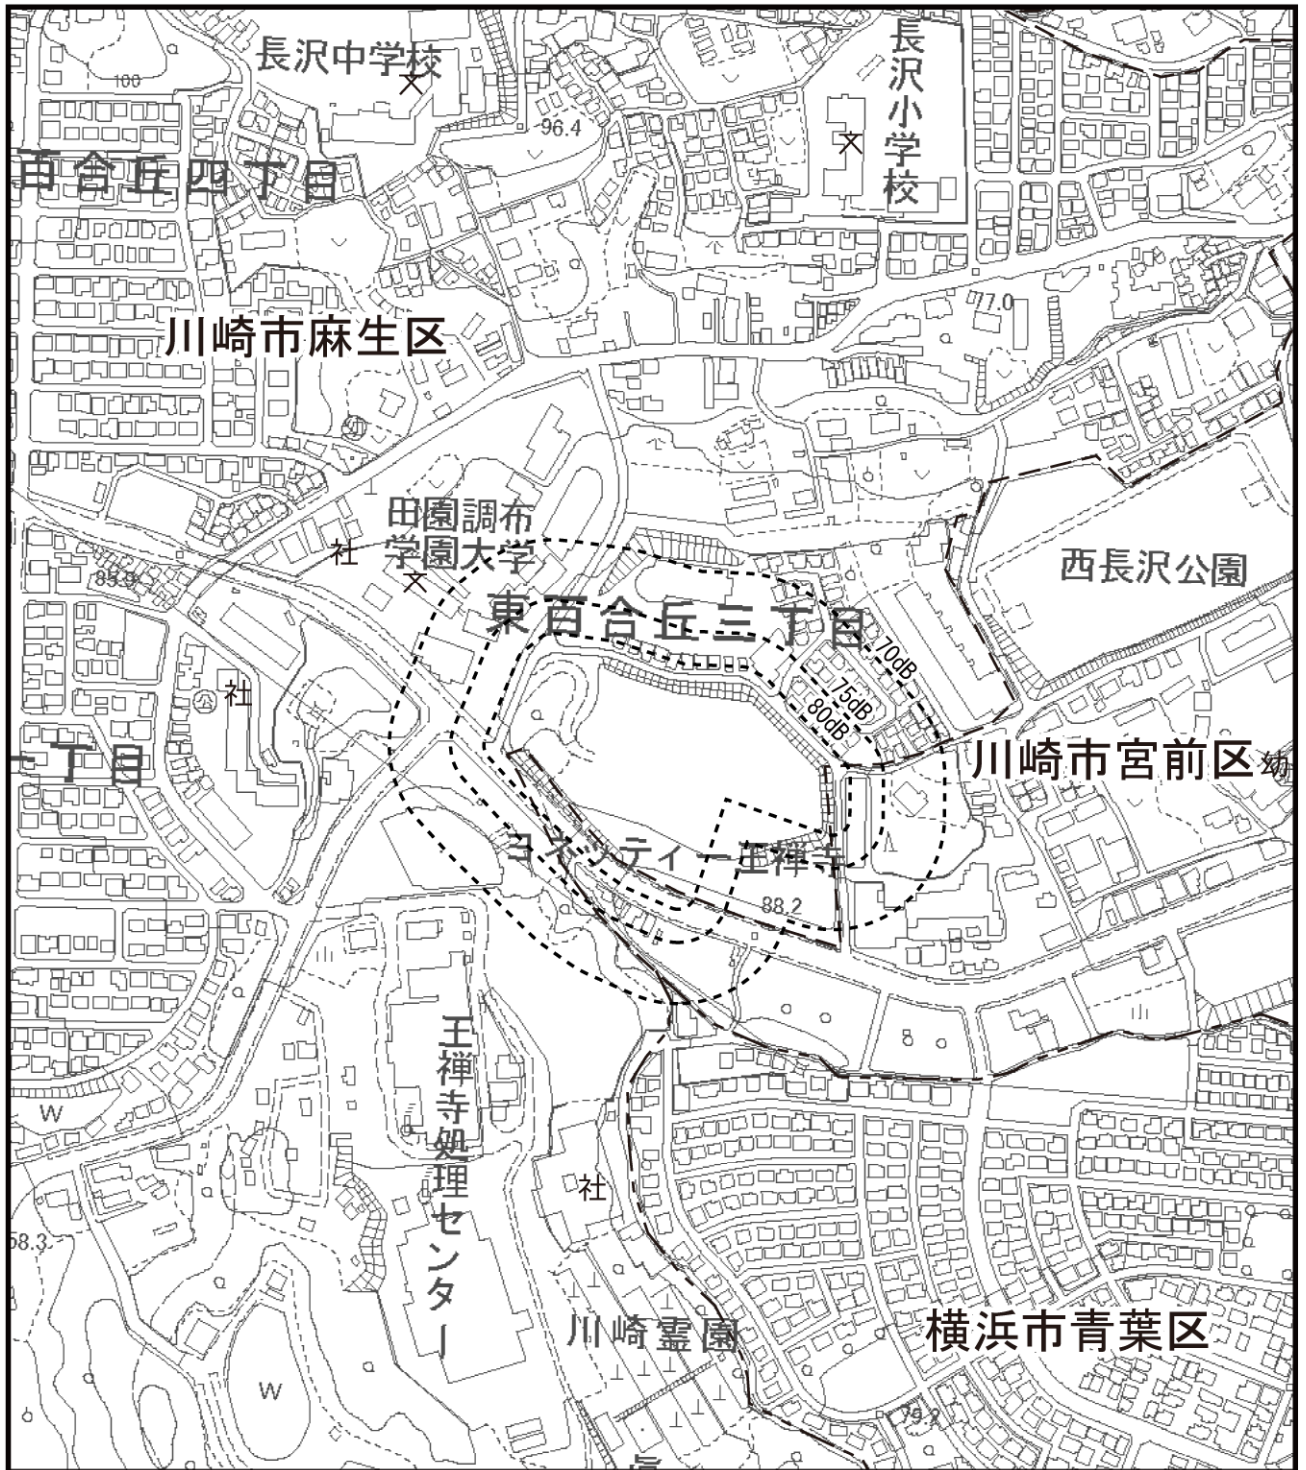 長沢中学校
長沢小学校
100
96.4
百合丘四丁目
77.0
川崎市麻生区
幼
田園調布
学園大学
社
西長沢公園
85.9
東百合丘三丁目
70dB
75dB
80dB
公
社
一丁目
川崎市宮前区
幼
ヨネッティー王禅寺
88.2
王禅寺処理センター
W
社
58.3
川崎霊園
横浜市青葉区
W
79.2